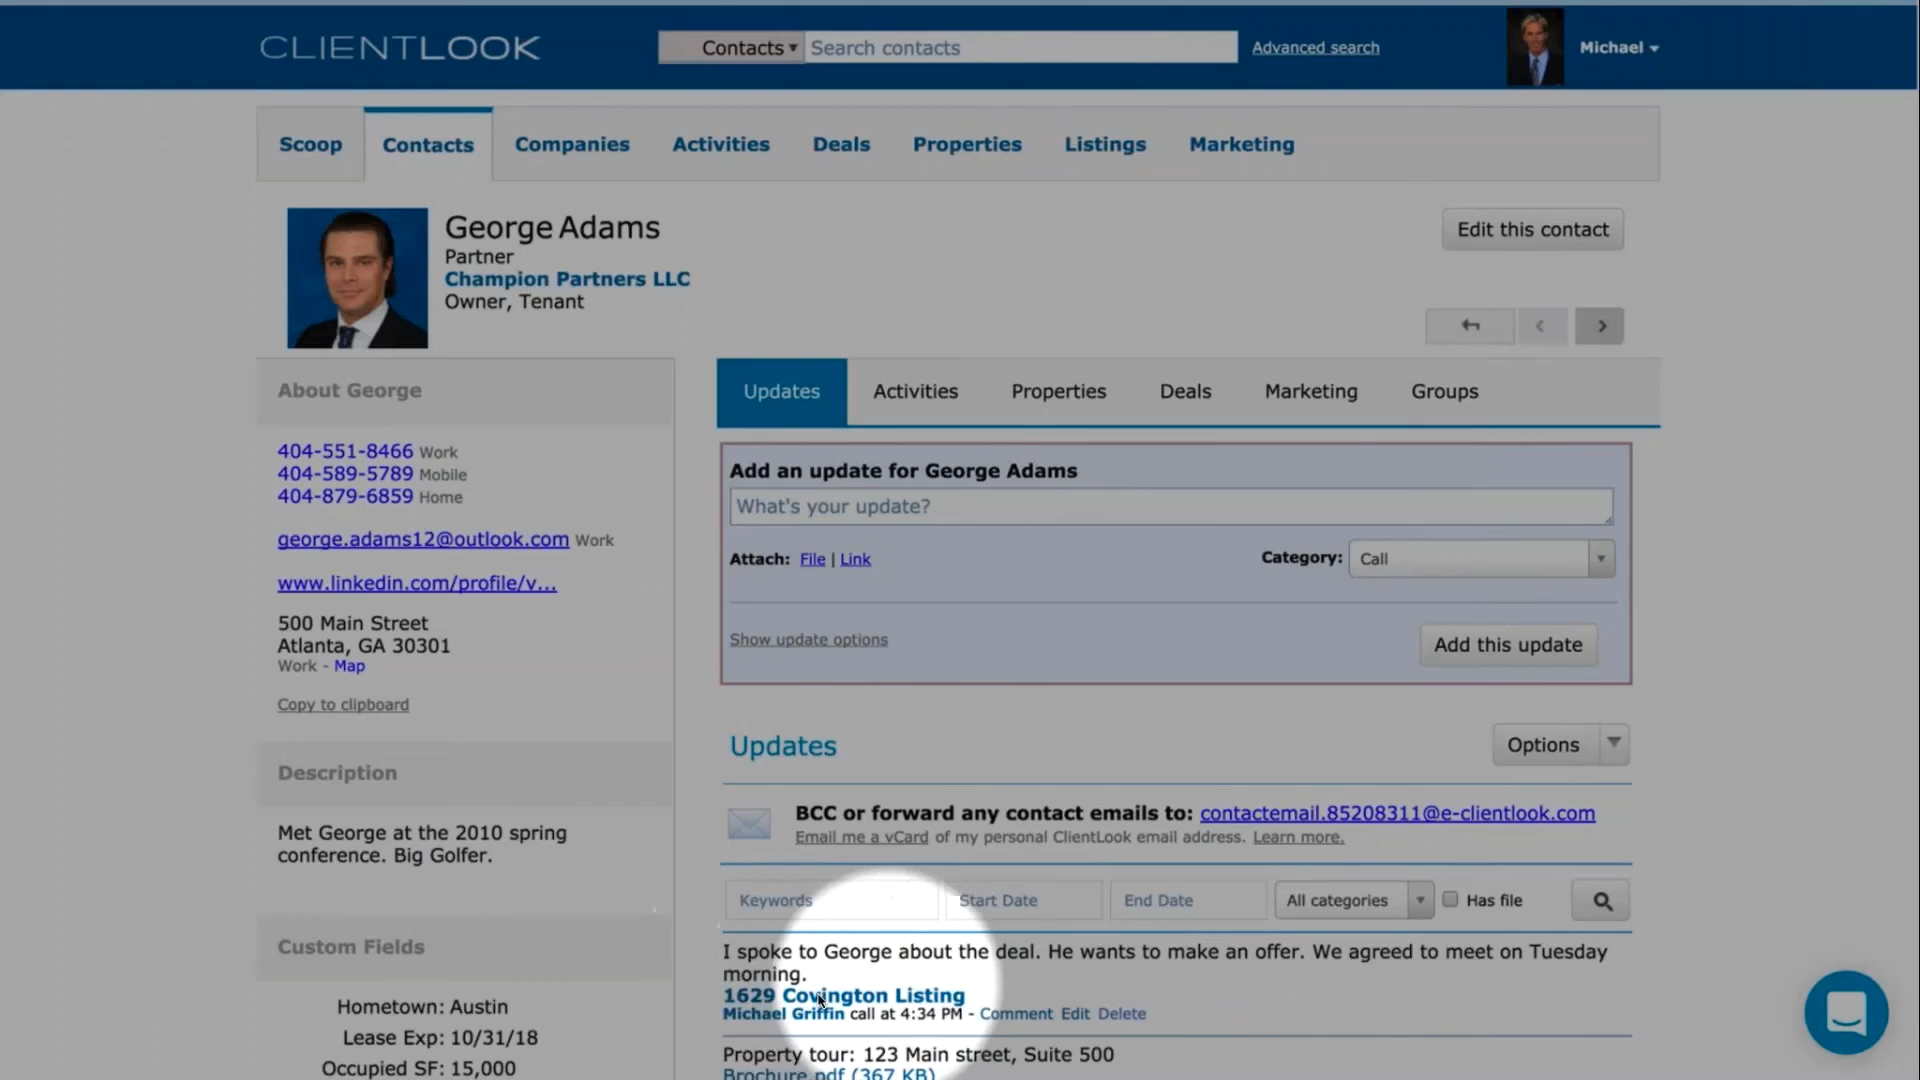 CLIENTLOOK
Contacts
Search contacts
Advanced search
Michael
Scoop
Contacts
Companies
Activities
Deals
Properties
Listings
Marketing
George Adams
Partner
Champion Partners LLC
Owner, Tenant
Edit this contact
About George
404-551-8466 Work
404-589-5789 Mobile
404-879-6859 Home
george.adams12@outlook.com Work
www.linkedin.com/profile/v...
500 Main Street
Atlanta, GA 30301
Work - Map
Copy to clipboard
Description
Met George at the 2010 spring
conference. Big Golfer.
Custom Fields
Hometown: Austin
Lease Exp: 10/31/18
Occupied SF: 15,000
Updates
Activities
Properties
Deals
Marketing
Groups
Add an update for George Adams
What's your update?
Attach: File | Link
Category: Call
Show update options
Add this update
Updates
Options
BCC or forward any contact emails to: contactemail.85208311@e-clientlook.com
Email me a vCard of my personal ClientLook email address. Learn more.
Keywords
Start Date
End Date
All categories
Has file
I spoke to George about the deal. He wants to make an offer. We agreed to meet on Tuesday
morning.
1629 Covington Listing
Michael Griffin call at 4:34 PM - Comment Edit Delete
Property tour: 123 Main street, Suite 500
Brochure.pdf (367 KB)